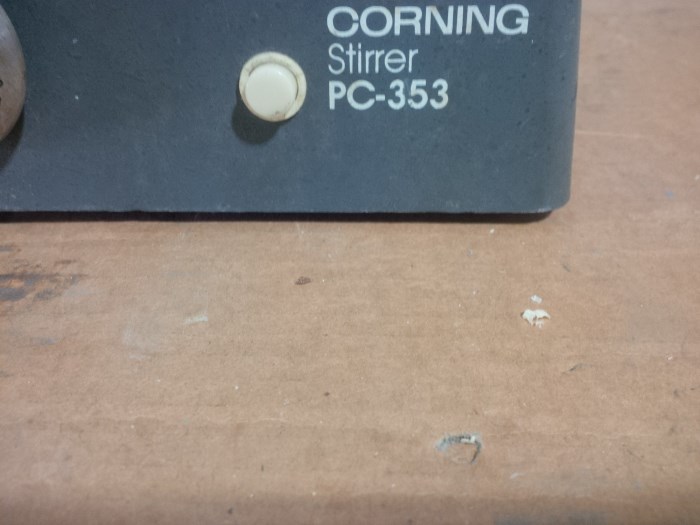 CORNING
Stirrer
PC-353